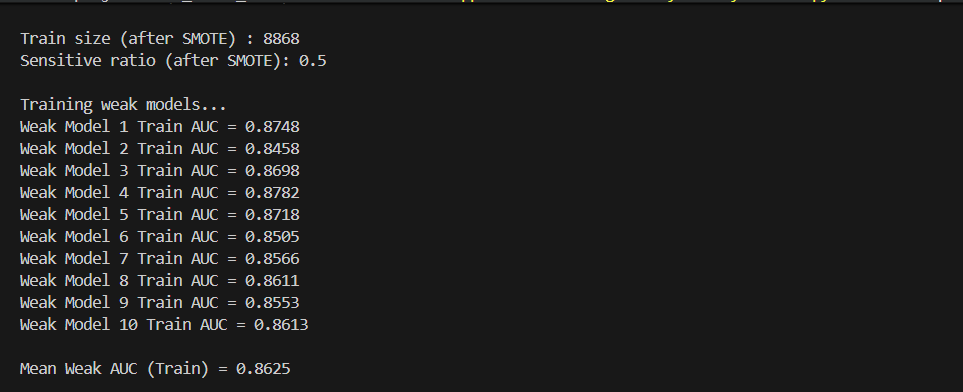 Train size (after SMOTE) : 8868
Sensitive ratio (after SMOTE): 0.5
Training weak models...
Weak Model 1 Train AUC = 0.8748
Weak Model 2 Train AUC = 0.8458
Weak Model 3 Train AUC = 0.8698
Weak Model 4 Train AUC = 0.8782
Weak Model 5 Train AUC = 0.8718
Weak Model 6 Train AUC = 0.8505
Weak Model 7 Train AUC = 0.8566
Weak Model 8 Train AUC = 0.8611
Weak Model 9 Train AUC = 0.8553
Weak Model 10 Train AUC = 0.8613
Mean Weak AUC (Train) = 0.8625